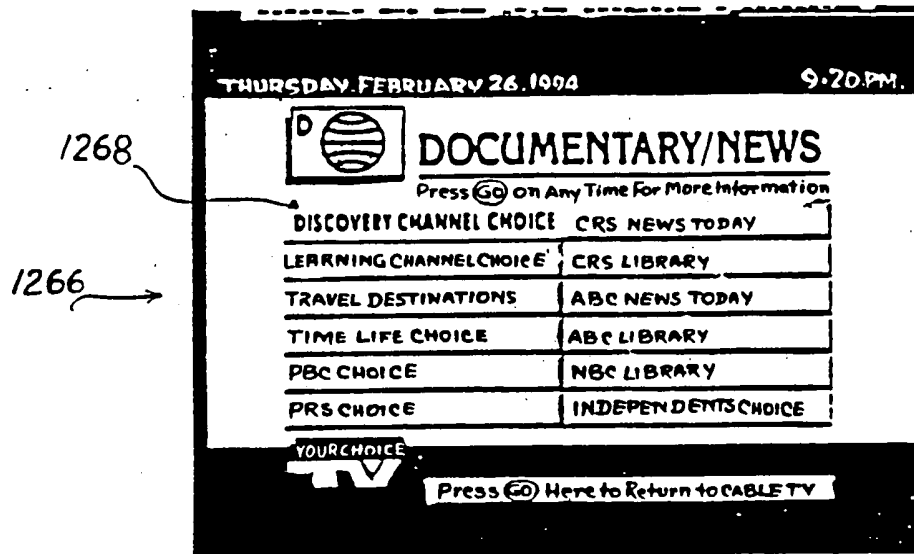 THURSDAY.FEBRUARY 26.1994 9:20.PM.
1268
D
DOCUMENTARY/NEWS
Press GO on Any Time For More Information
DISCOVERY CHANNEL CHOICE CRS NEWS TODAY
LEARNING CHANNEL CHOICE CRS LIBRARY
1266
TRAVEL DESTINATIONS ABC NEWS TODAY
TIME LIFE CHOICE ABC LIBRARY
PBC CHOICE NBC LIBRARY
PRS CHOICE INDEPENDENTS CHOICE
YOUR CHOICE
TV
Press GO Here to Return to CABLE TV